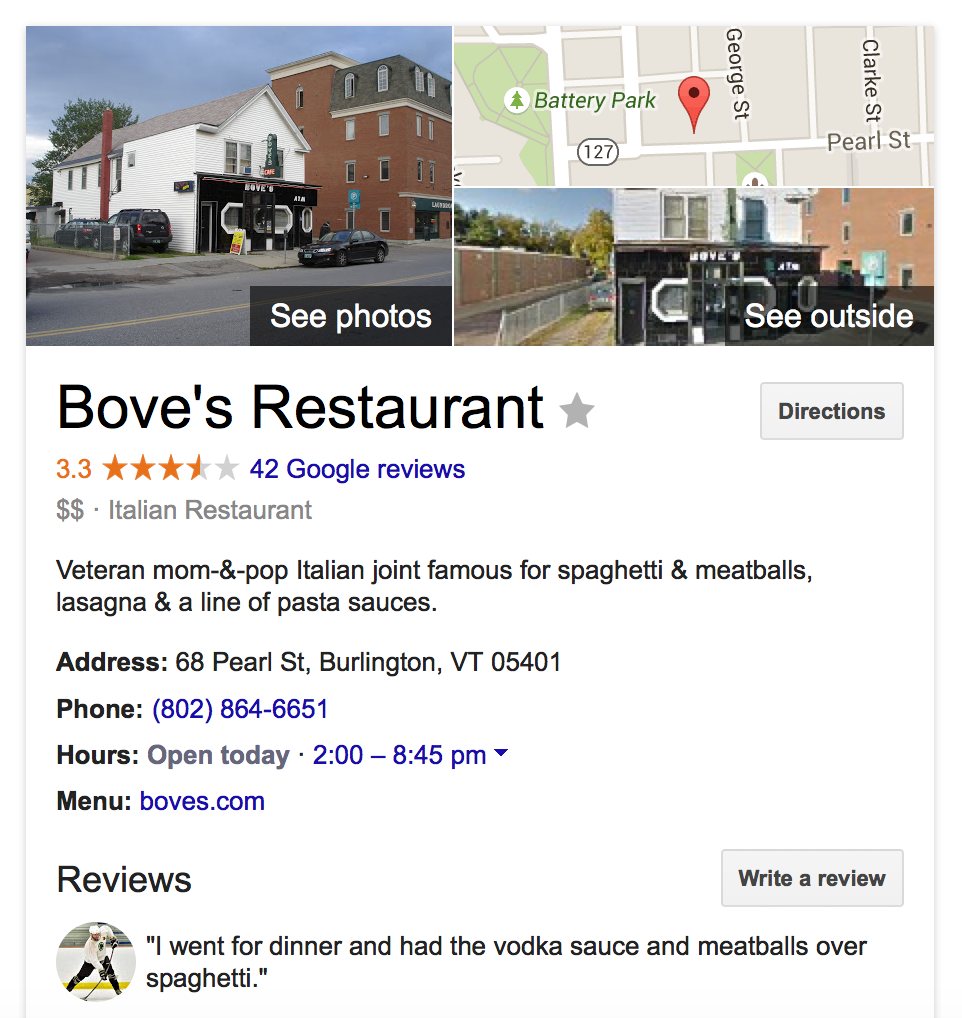 BOVE'S
CAFE
BOVE'S
ATM
See photos
Battery Park
George St
Clarke St
Pearl St
127
BOVE'S
ATM
See outside
Bove's Restaurant
Directions
3.3
42 Google reviews
$$ · Italian Restaurant
Veteran mom-&-pop Italian joint famous for spaghetti & meatballs,
lasagna & a line of pasta sauces.
Address: 68 Pearl St, Burlington, VT 05401
Phone: (802) 864-6651
Hours: Open today · 2:00 – 8:45 pm
Menu: boves.com
Reviews
Write a review
"I went for dinner and had the vodka sauce and meatballs over
spaghetti."